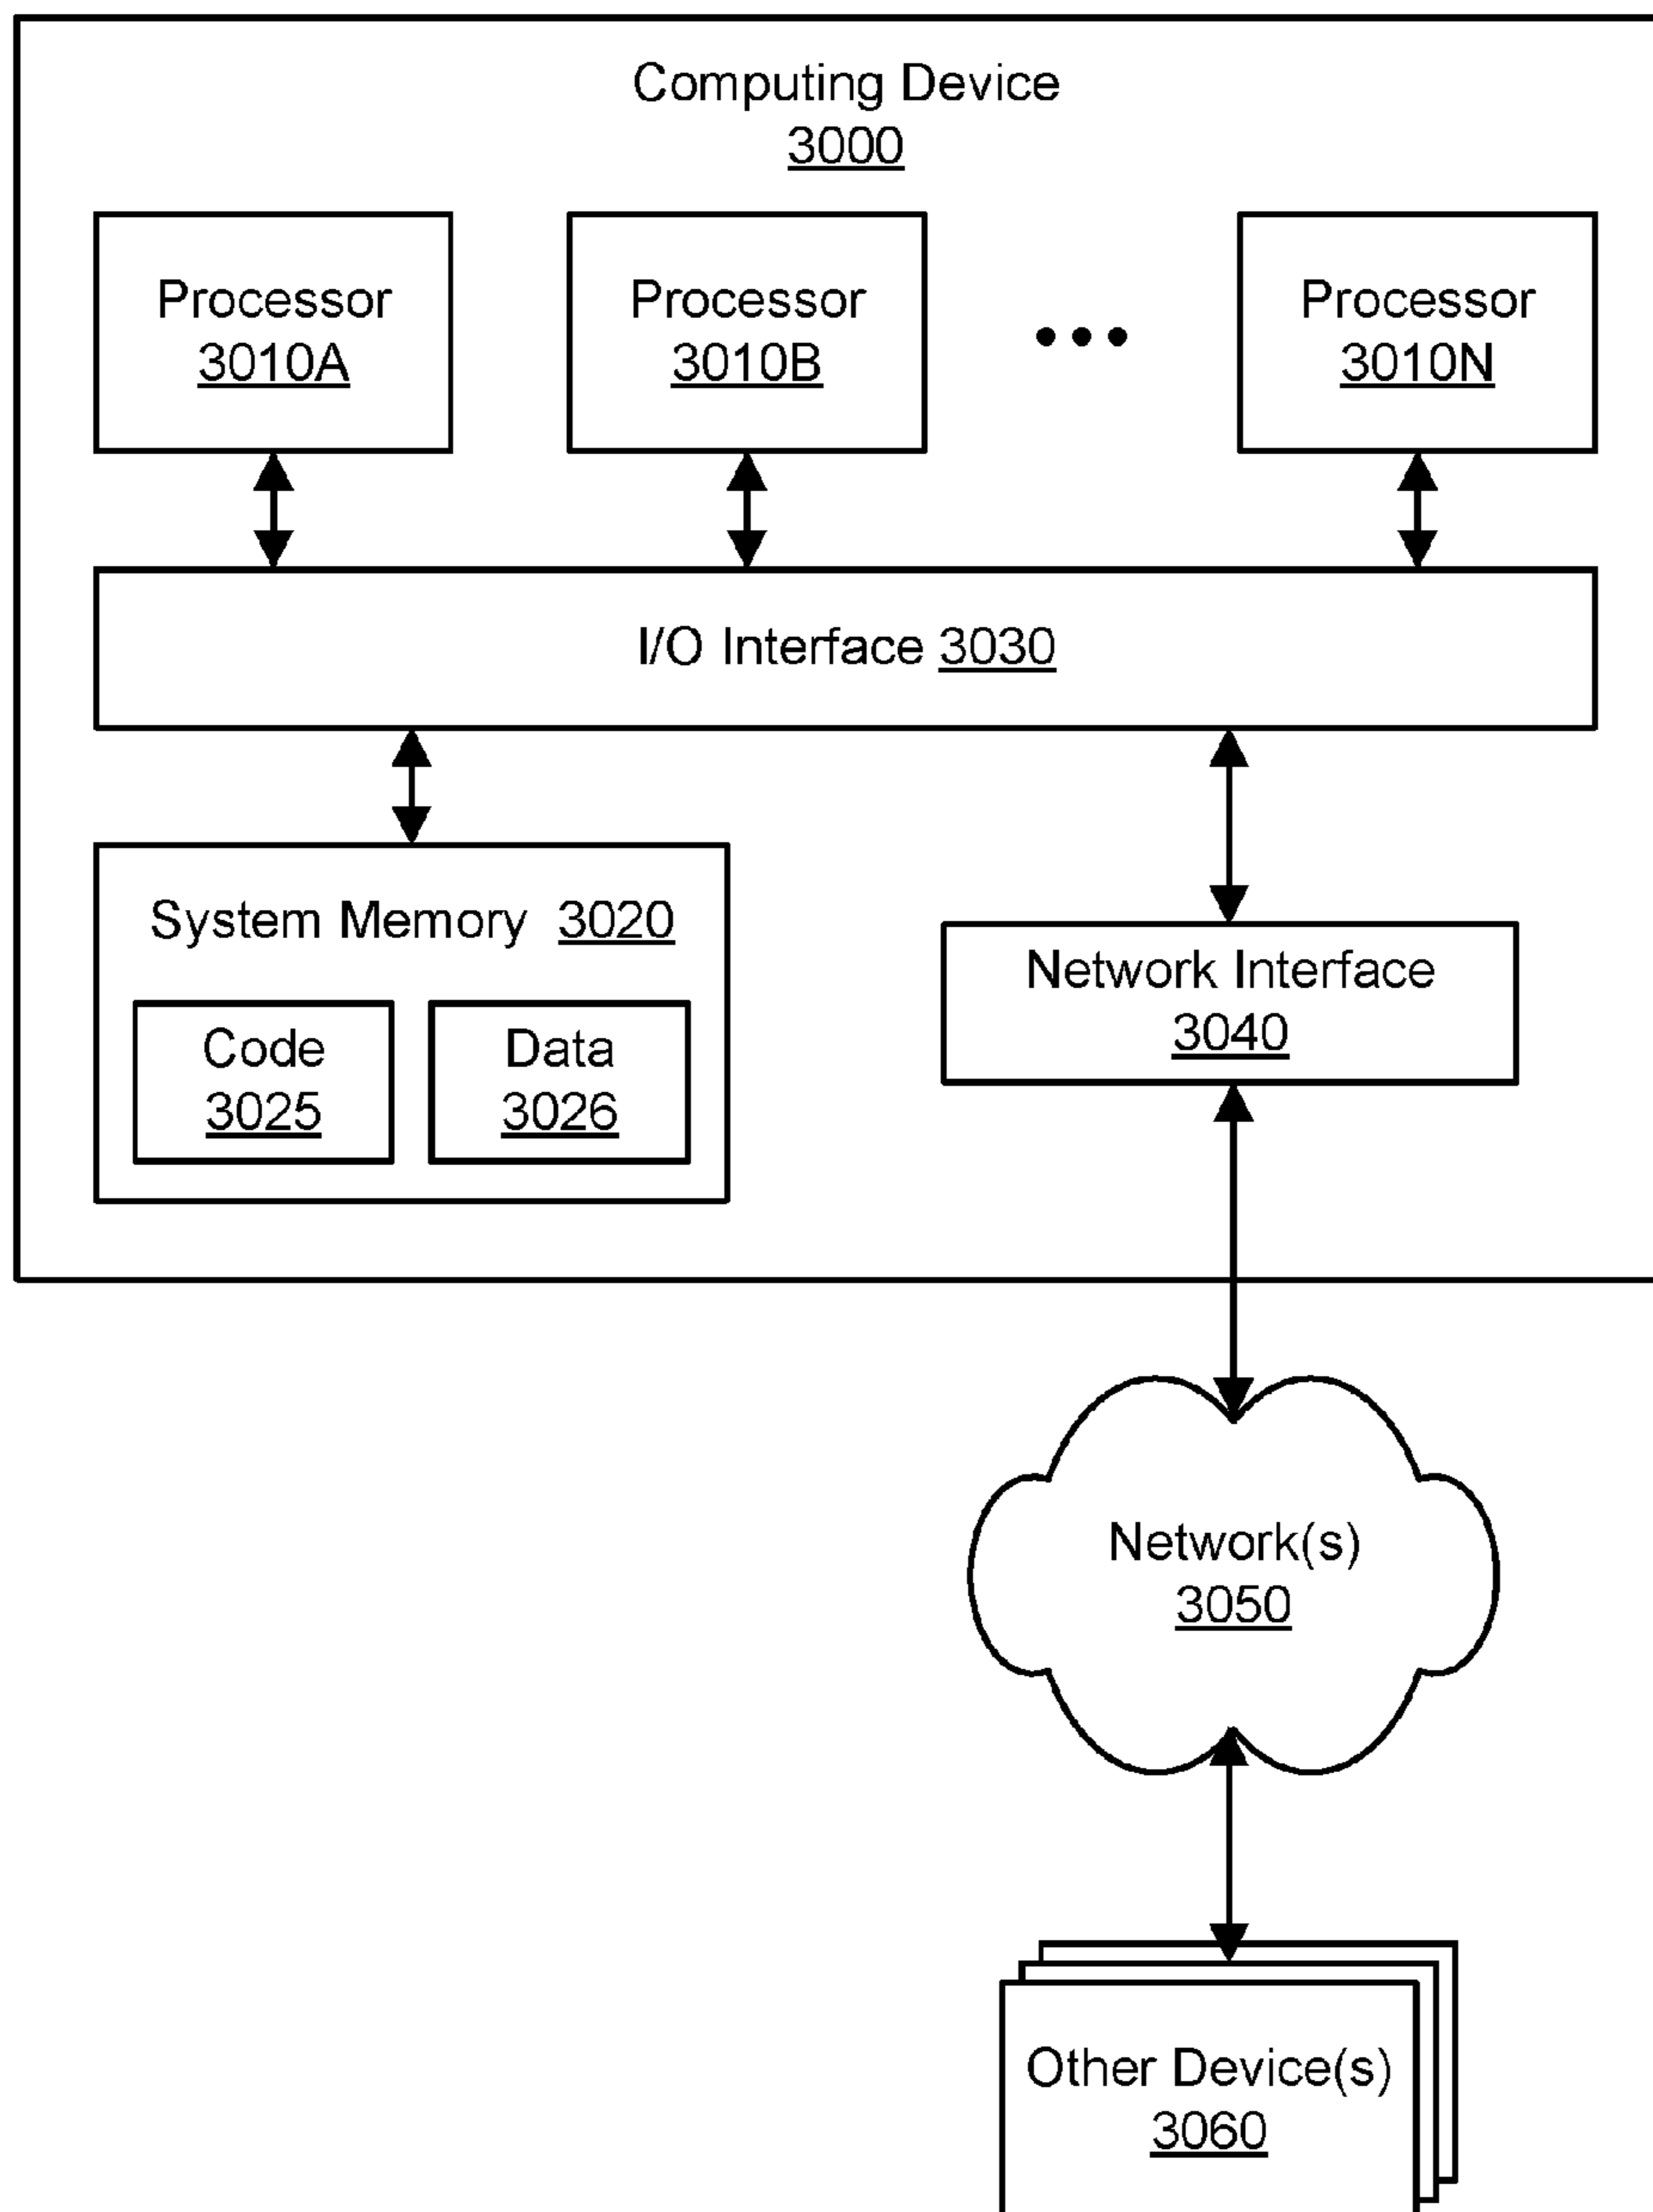 Computing Device
3000
Processor
3010A
Processor
3010B
Processor
3010N
I/O Interface 3030
System Memory 3020
Code
3025
Data
3026
Network Interface
3040
Network(s)
3050
Other Device(s)
3060